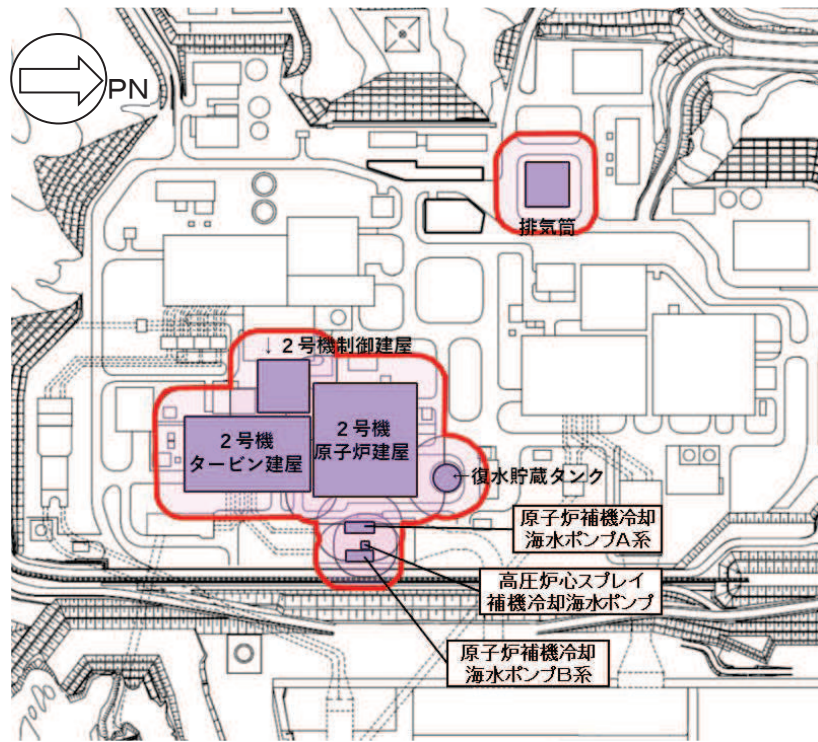 PN
排気筒
↓ 2号機制御建屋
2号機
タービン建屋
2号機
原子炉建屋
復水貯蔵タンク
原子炉補機冷却
海水ポンプA系
高圧炉心スプレイ
補機冷却海水ポンプ
原子炉補機冷却
海水ポンプB系